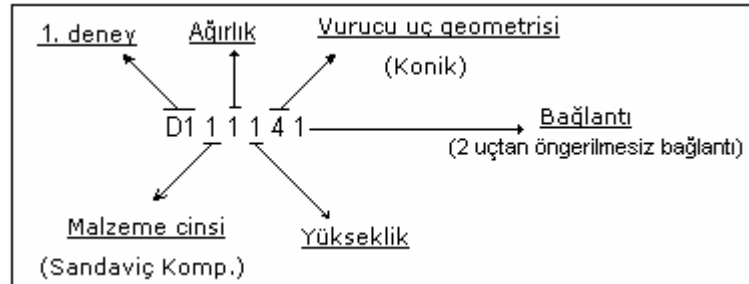 1. deney Ağırlık Vurucu uç geometrisi
(Konik)
D1 1 1 1 4 1
Bağlantı
(2 uçtan öngerilmesiz bağlantı)
Malzeme cinsi
Yükseklik
(Sandaviç Komp.)